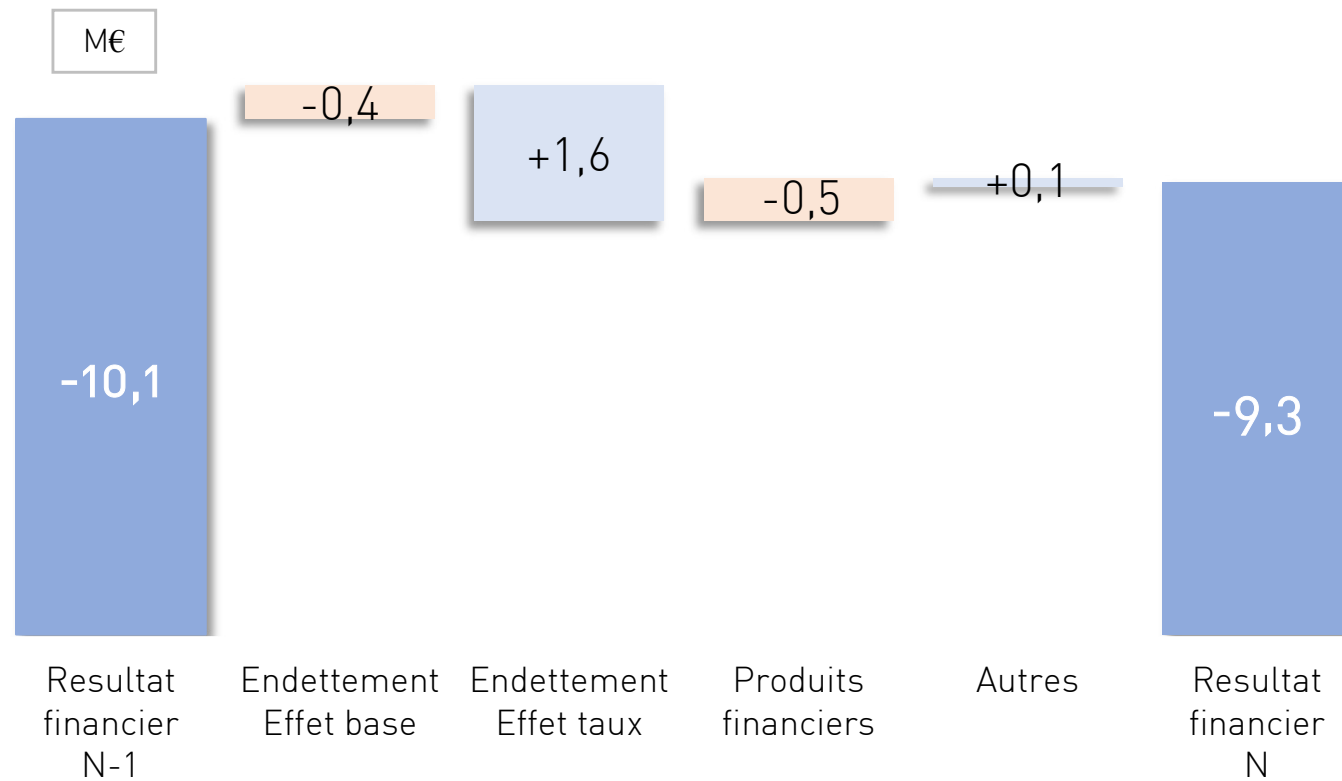 M€
-0,4
+1,6
-0,5
+0,1
-10,1
-9,3
Resultat
financier
N-1
Endettement
Effet base
Endettement
Effet taux
Produits
financiers
Autres
Resultat
financier
N